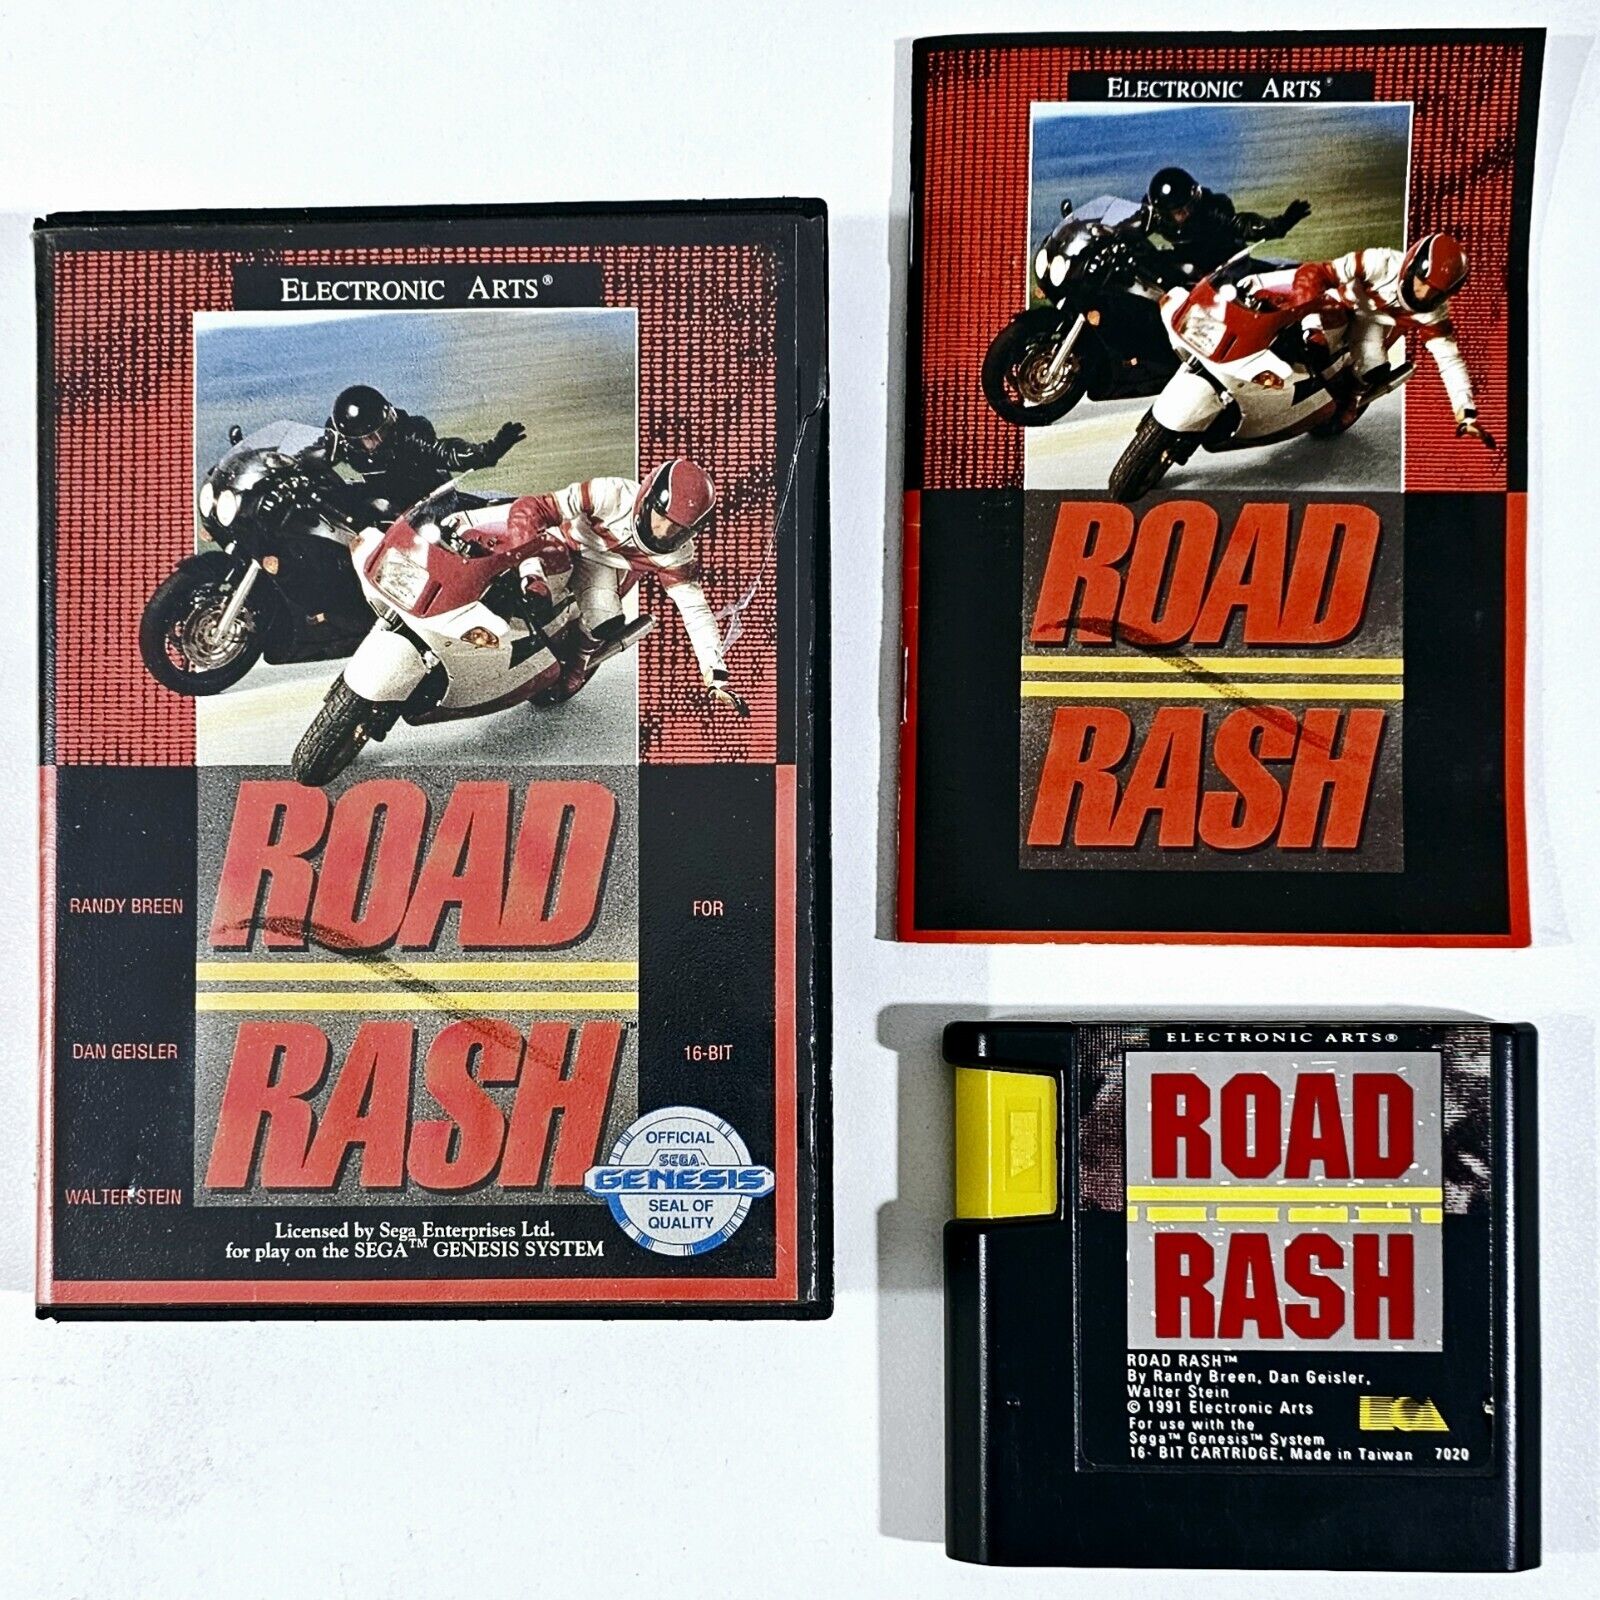 ELECTRONIC ARTS®
ROAD
RASH™
RANDY BREEN
DAN GEISLER
WALTER STEIN
FOR
16-BIT
OFFICIAL
SEGA™
GENESIS
SEAL OF
QUALITY
Licensed by Sega Enterprises Ltd.
for play on the SEGA™ GENESIS SYSTEM
ELECTRONIC ARTS®
ROAD
RASH
ELECTRONIC ARTS®
ROAD
RASH
ROAD RASH™
By Randy Breen, Dan Geisler,
Walter Stein
© 1991 Electronic Arts
For use with the
Sega™ Genesis™ System
16- BIT CARTRIDGE, Made in Taiwan 7020
EA